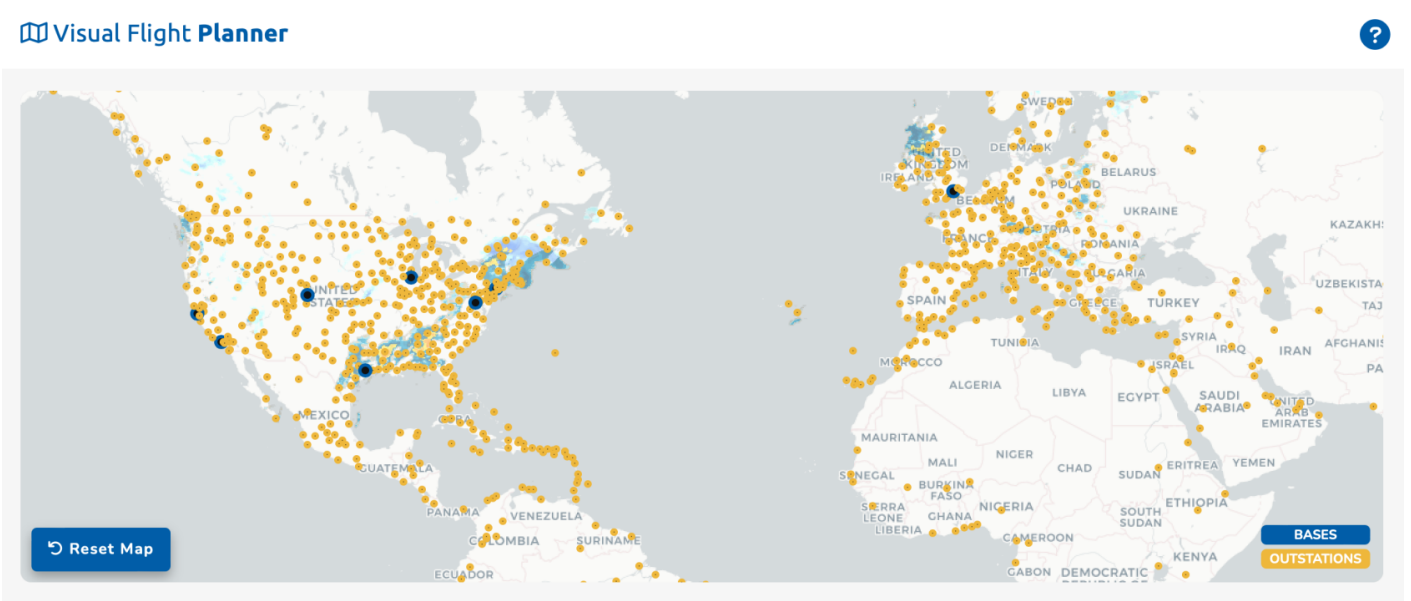 Visual Flight Planner
?
SWEDEN
DENMARK
UNITED
KINGDOM
IRELAND
BELARUS
POLAND
BELGIUM
UKRAINE
KAZAKHS
AUSTRIA
FRANCE
ROMANIA
ITALY
BULGARIA
UZBEKISTA
UNITED
STATES
SPAIN
GREECE
TURKEY
TAJ
TUNISIA
SYRIA
IRAQ
IRAN
AFGHANIS
MOROCCO
ISRAEL
PA
ALGERIA
LIBYA
EGYPT
SAUDI
ARABIA
UNITED
ARAB
EMIRATES
MEXICO
CUBA
MAURITANIA
GUATEMALA
MALI
NIGER
CHAD
SUDAN
ERITREA
YEMEN
SENEGAL
BURKINA
FASO
PANAMA
VENEZUELA
SIERRA
LEONE
GHANA
NIGERIA
SOUTH
SUDAN
ETHIOPIA
LIBERIA
COLOMBIA
SURINAME
CAMEROON
KENYA
ECUADOR
GABON
DEMOCRATIC
REPUBLIC OF
Reset Map
BASES
OUTSTATIONS